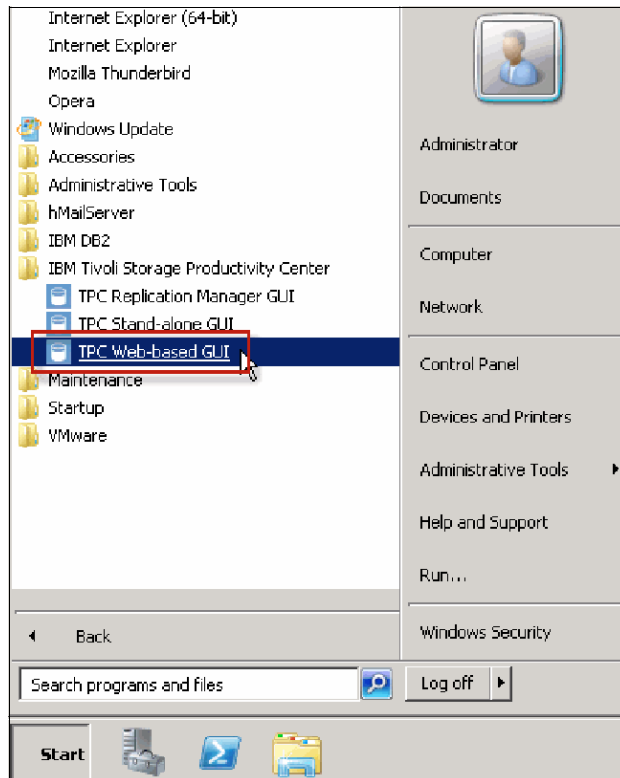 Internet Explorer (64-bit)
Internet Explorer
Mozilla Thunderbird
Opera
Windows Update
Accessories
Administrative Tools
hMailServer
IBM DB2
IBM Tivoli Storage Productivity Center
TPC Replication Manager GUI
TPC Stand-alone GUI
TPC Web-based GUI
Maintenance
Startup
VMware
Back
Search programs and files
Administrator
Documents
Computer
Network
Control Panel
Devices and Printers
Administrative Tools
Help and Support
Run...
Windows Security
Log off
Start